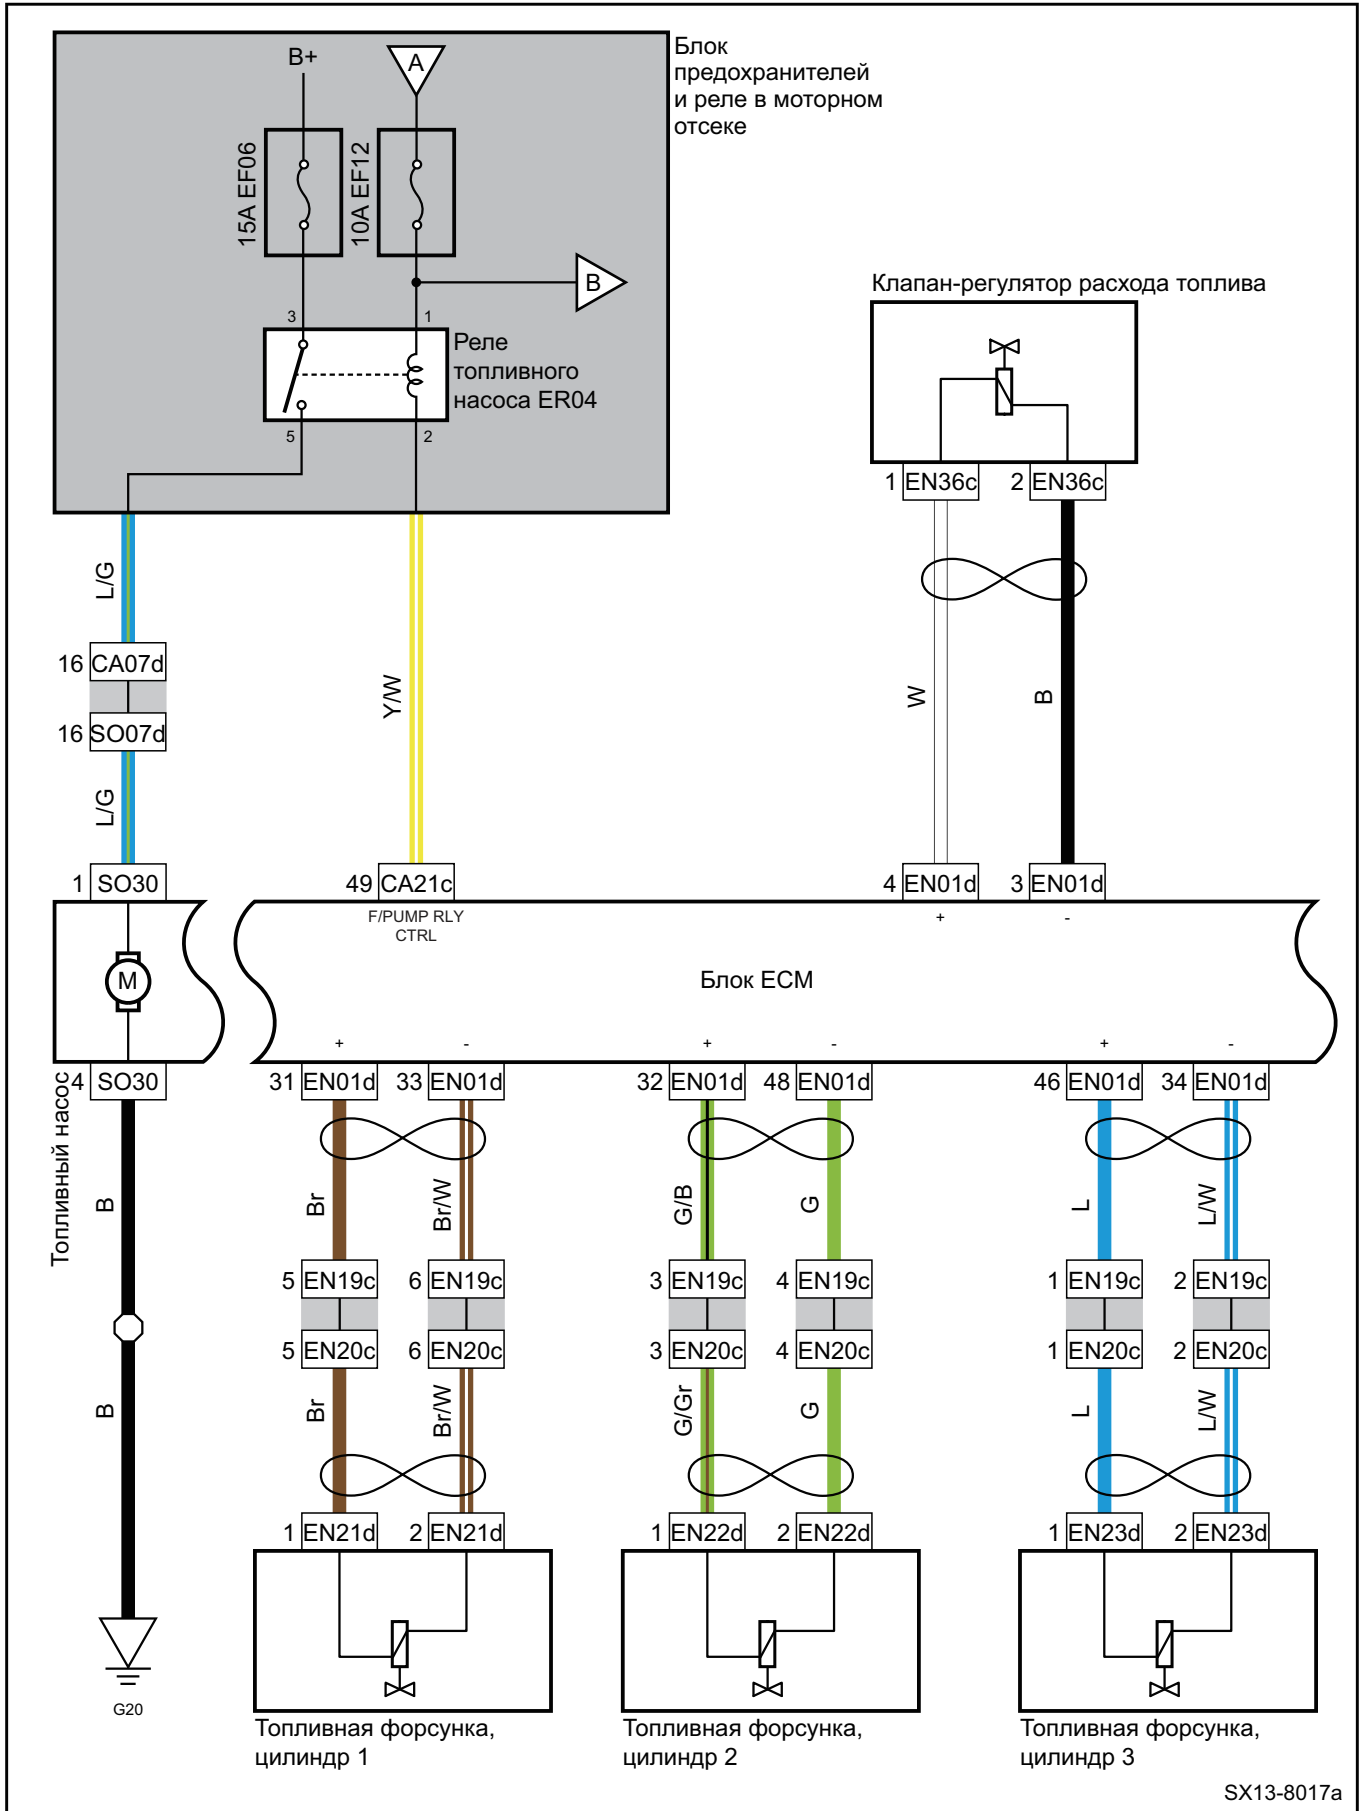 B+
A
Блок
предохранителей
и реле в моторном
отсеке
15A EF06
10A EF12
B
3
1
Реле
топливного
насоса ER04
5
2
Клапан-регулятор расхода топлива
1 EN36c
2 EN36c
L/G
16 CA07d
16 SO07d
L/G
Y/W
W
B
1 SO30
49 CA21c
4 EN01d
3 EN01d
F/PUMP RLY
CTRL
+
-
M
Блок ECM
+
-
+
-
+
-
4 SO30
Топливный насос
31 EN01d
33 EN01d
32 EN01d
48 EN01d
46 EN01d
34 EN01d
B
Br
Br/W
G/B
G
L
L/W
5 EN19c
6 EN19c
3 EN19c
4 EN19c
1 EN19c
2 EN19c
5 EN20c
6 EN20c
3 EN20c
4 EN20c
1 EN20c
2 EN20c
B
Br
Br/W
G/Gr
G
L
L/W
1 EN21d
2 EN21d
1 EN22d
2 EN22d
1 EN23d
2 EN23d
G20
Топливная форсунка,
цилиндр 1
Топливная форсунка,
цилиндр 2
Топливная форсунка,
цилиндр 3
SX13-8017a